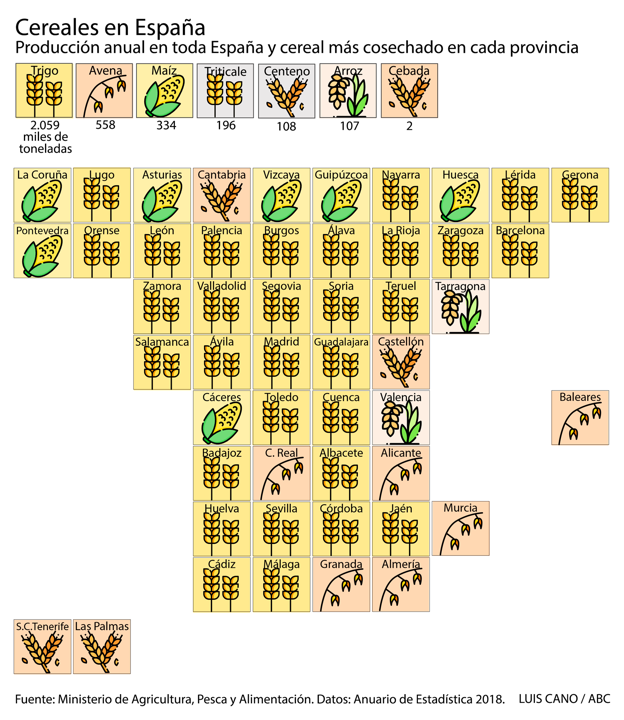 Cereales en España
Producción anual en toda España y cereal más cosechado en cada provincia
Trigo Avena Maíz Triticale Centeno Arroz Cebada
2.059 558 334 196 108 107 2
miles de
toneladas
La Coruña Lugo Asturias Cantabria Vizcaya Guipúzcoa Navarra Huesca Lérida Gerona
Pontevedra Orense León Palencia Burgos Álava La Rioja Zaragoza Barcelona
Zamora Valladolid Segovia Soria Teruel Tarragona
Salamanca Ávila Madrid Guadalajara Castellón
Cáceres Toledo Cuenca Valencia Baleares
Badajoz C. Real Albacete Alicante
Huelva Sevilla Córdoba Jaén Murcia
Cádiz Málaga Granada Almería
S.C.Tenerife Las Palmas
Fuente: Ministerio de Agricultura, Pesca y Alimentación. Datos: Anuario de Estadística 2018. LUIS CANO / ABC